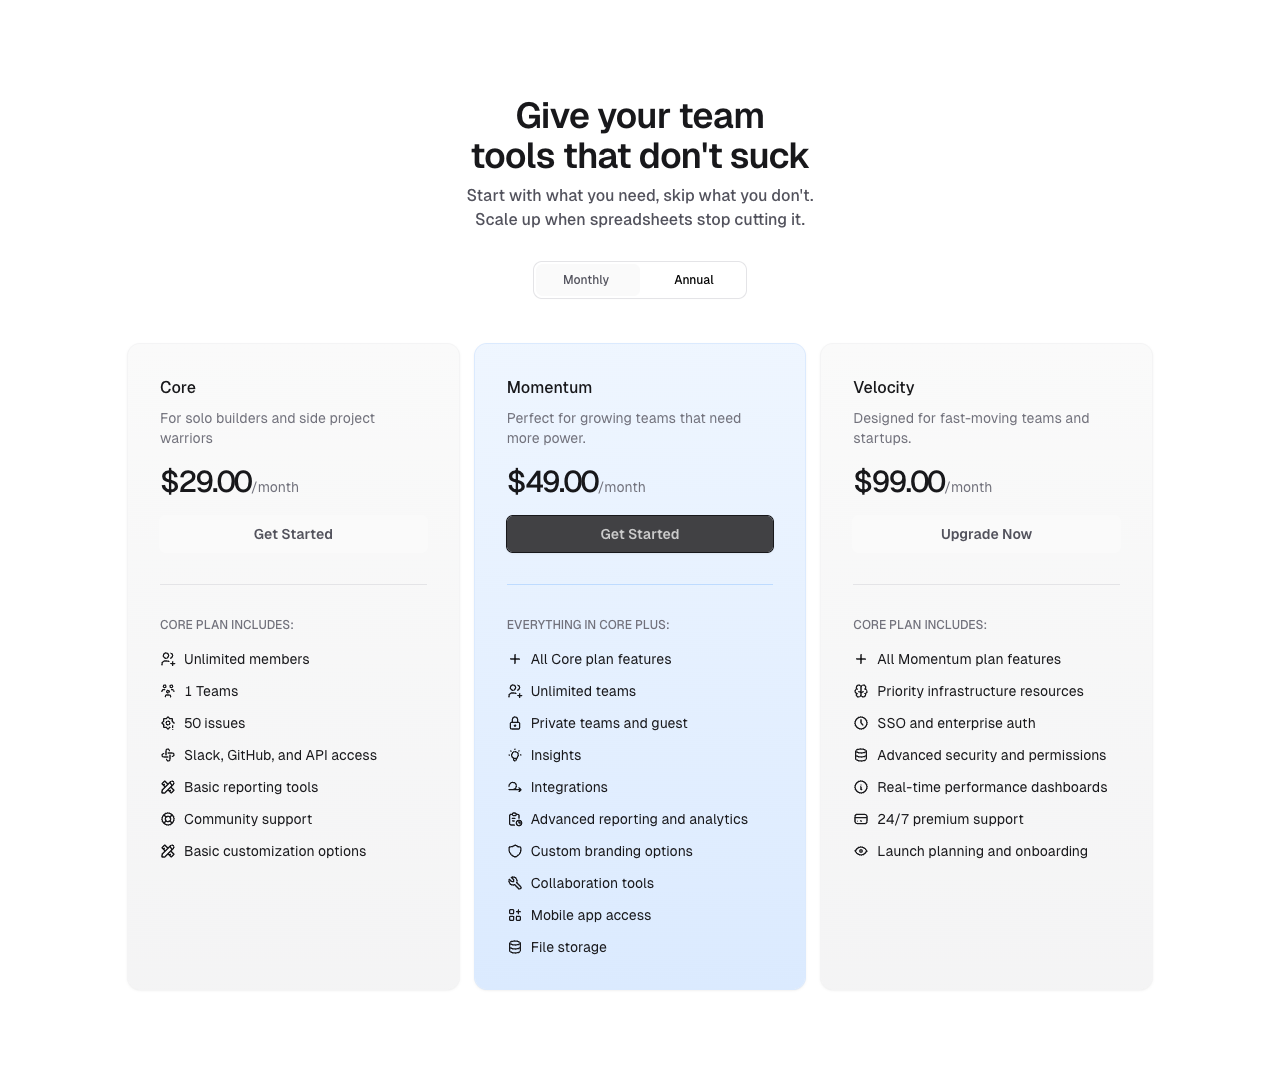 Give your team
tools that don't suck
Start with what you need, skip what you don't.
Scale up when spreadsheets stop cutting it.
Monthly
Annual
Core
For solo builders and side project
warriors
$29.00/month
Get Started
CORE PLAN INCLUDES:
Unlimited members
1 Teams
50 issues
Slack, GitHub, and API access
Basic reporting tools
Community support
Basic customization options
Momentum
Perfect for growing teams that need
more power.
$49.00/month
Get Started
EVERYTHING IN CORE PLUS:
All Core plan features
Unlimited teams
Private teams and guest
Insights
Integrations
Advanced reporting and analytics
Custom branding options
Collaboration tools
Mobile app access
File storage
Velocity
Designed for fast-moving teams and
startups.
$99.00/month
Upgrade Now
CORE PLAN INCLUDES:
All Momentum plan features
Priority infrastructure resources
SSO and enterprise auth
Advanced security and permissions
Real-time performance dashboards
24/7 premium support
Launch planning and onboarding